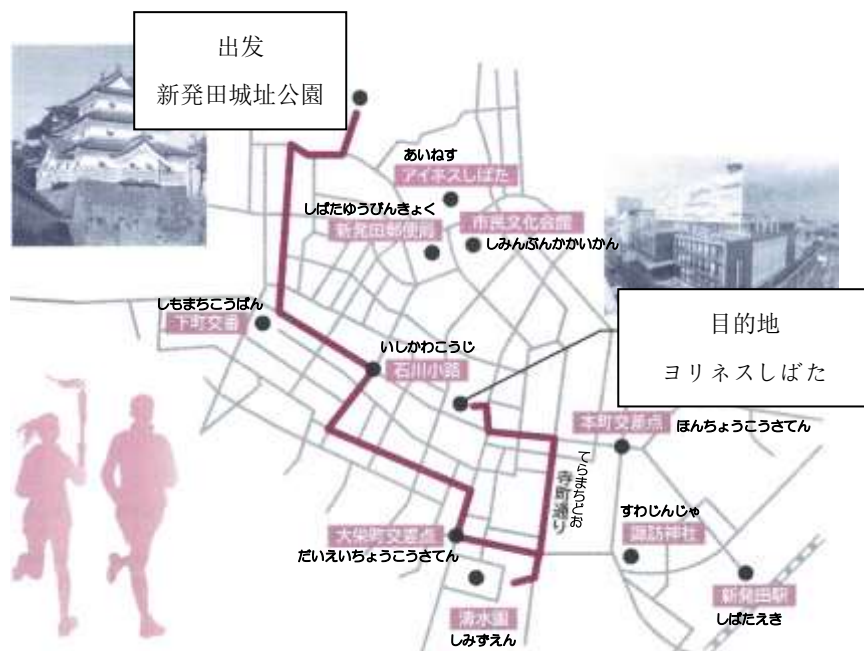 出发
新発田城址公園
あいねす
アイネスしばた
しばたゆうびんきょく
新発田郵便局
市民文化会館
しみんぶんかかいかん
しもまちこうばん
下町交番
いしかわこうじ
石川小路
目的地
ヨリネスしばた
本町交差点
ほんちょうこうさてん
てらまちどお
寺町通り
すわじんじゃ
諏訪神社
大栄町交差点
だいえいちょうこうさてん
清水園
しみずえん
新発田駅
しばたえき